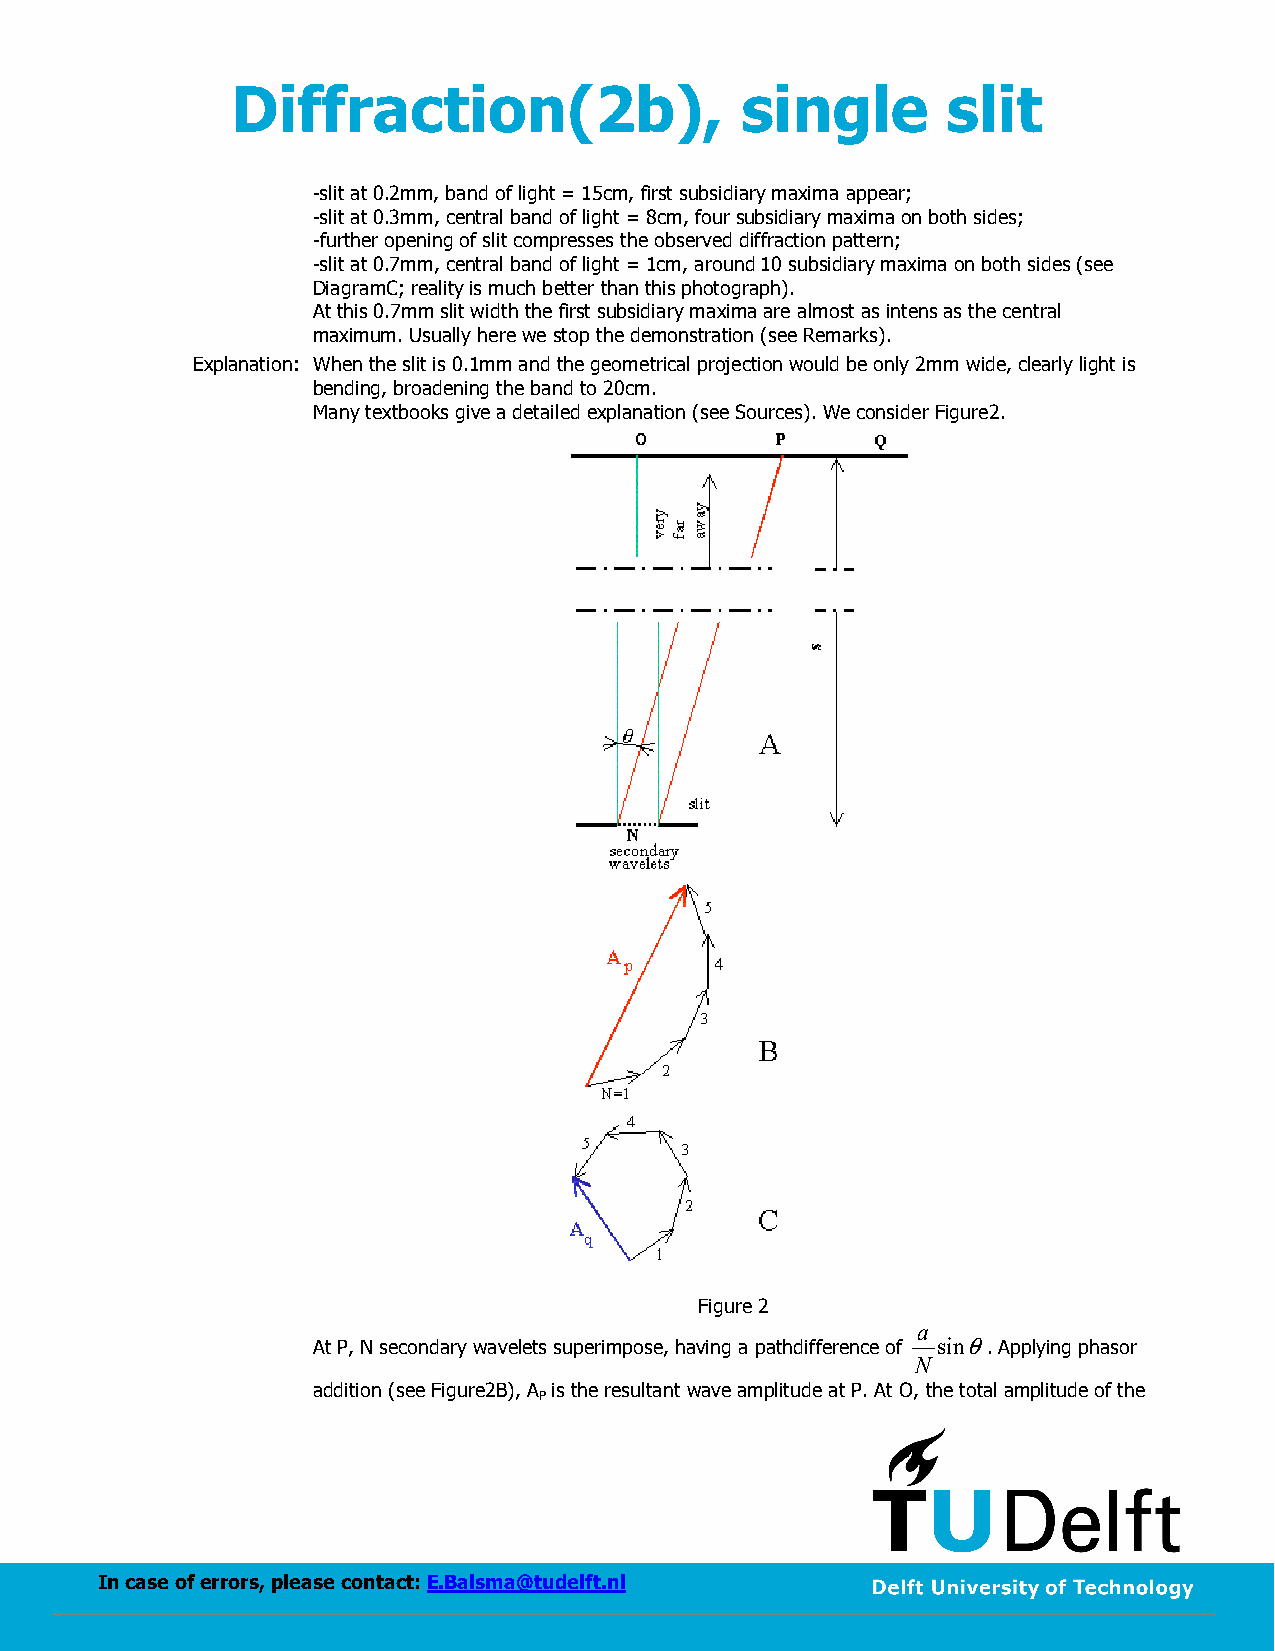 Diffraction(2b), single slit
-slit at 0.2mm, band of light = 15cm, first subsidiary maxima appear;
-slit at 0.3mm, central band of light = 8cm, four subsidiary maxima on both sides;
-further opening of slit compresses the observed diffraction pattern;
-slit at 0.7mm, central band of light = 1cm, around 10 subsidiary maxima on both sides (see
DiagramC; reality is much better than this photograph).
At this 0.7mm slit width the first subsidiary maxima are almost as intens as the central
maximum. Usually here we stop the demonstration (see Remarks).
Explanation: When the slit is 0.1mm and the geometrical projection would be only 2mm wide, clearly light is
bending, broadening the band to 20cm.
Many textbooks give a detailed explanation (see Sources). We consider Figure2.
O P Q
very
far
away
s
θ
A
slit
N
secondary
wavelets
5
A p
4
3
B
2
N=1
4
5
3
2
C
A q
1
Figure 2
At P, N secondary wavelets superimpose, having a pathdifference of a/N sin θ . Applying phasor
addition (see Figure2B), AP is the resultant wave amplitude at P. At O, the total amplitude of the
TUDelft
In case of errors, please contact: E.Balsma@tudelft.nl
Delft University of Technology